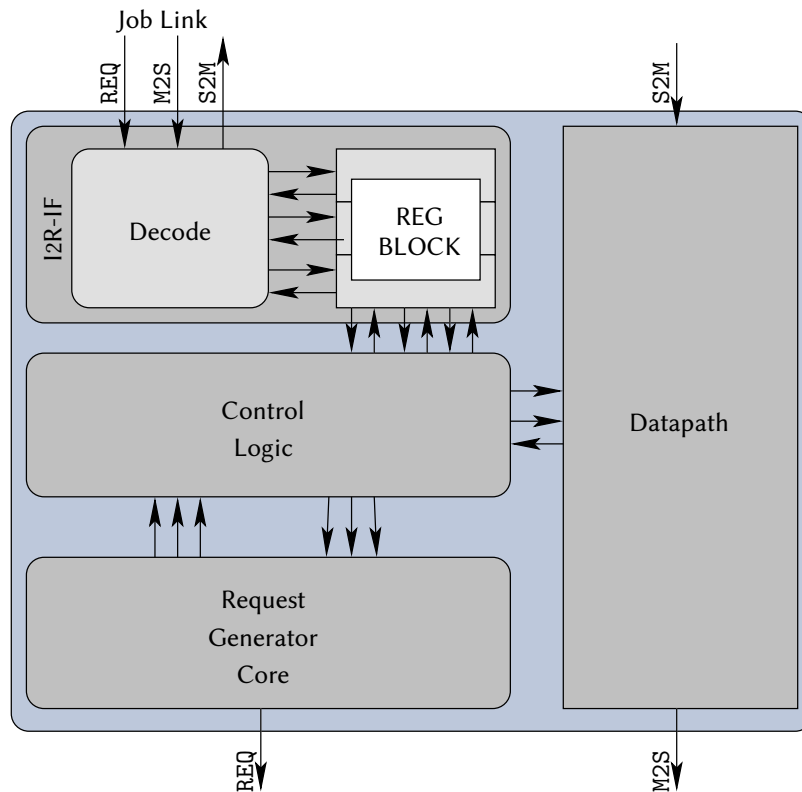 Job Link
REQ
M2S
S2M
S2M
I2R-IF
Decode
REG
BLOCK
Control
Logic
Datapath
Request
Generator
Core
REQ
M2S